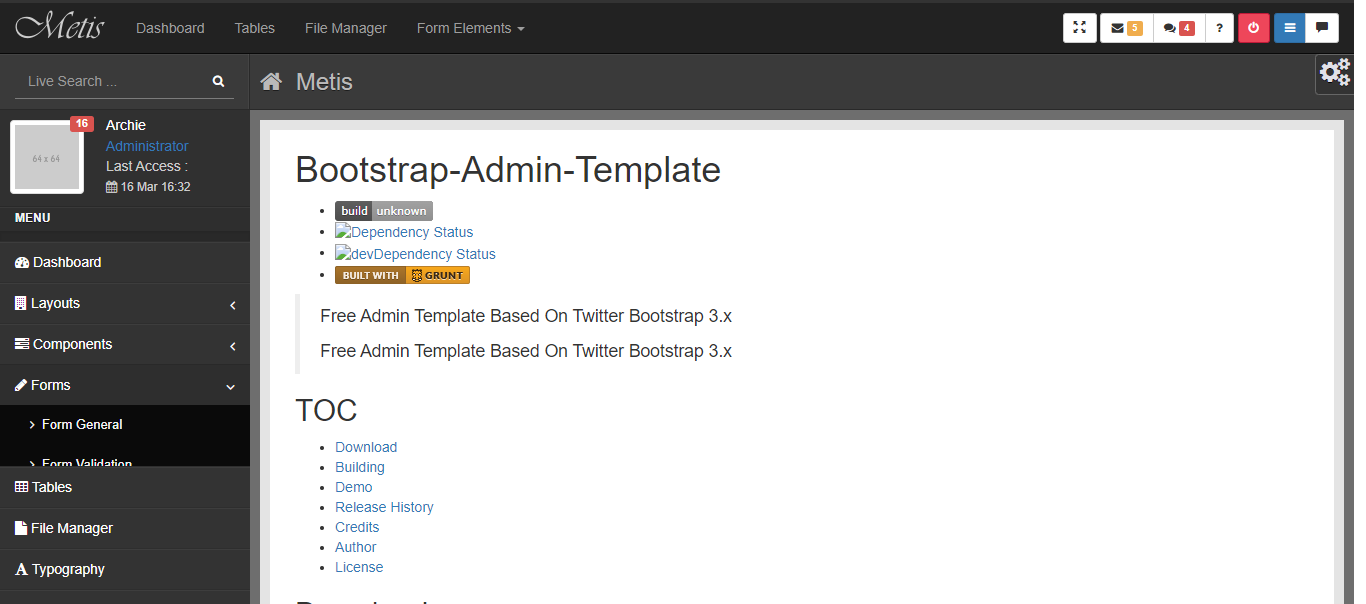 Metis
Dashboard
Tables
File Manager
Form Elements
5
4
?
Live Search ...
Metis
16
64 x 64
Archie
Administrator
Last Access :
16 Mar 16:32
MENU
Dashboard
Layouts
Components
Forms
Form General
Form Validation
Tables
File Manager
Typography
Bootstrap-Admin-Template
build unknown
Dependency Status
devDependency Status
BUILT WITH GRUNT
Free Admin Template Based On Twitter Bootstrap 3.x
Free Admin Template Based On Twitter Bootstrap 3.x
TOC
Download
Building
Demo
Release History
Credits
Author
License